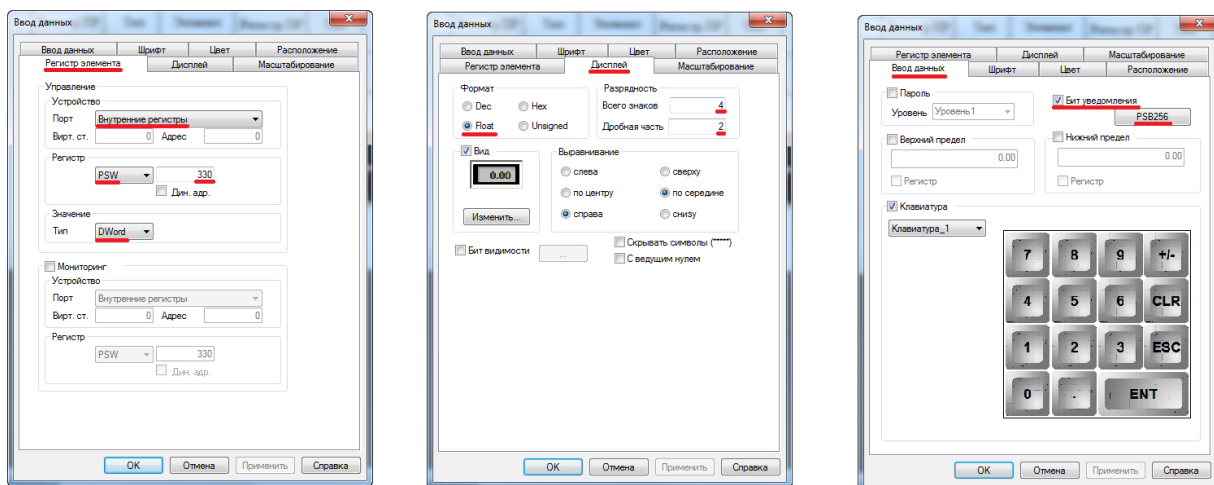 Ввод данных
Ввод данных Шрифт Цвет Расположение
Регистр элемента Дисплей Масштабирование
Управление
Устройство
Порт Внутренние регистры
Вирт. ст. 0 Адрес 0
Регистр
PSW 330
Дин. адр.
Значение
Тип DWord
Мониторинг
Устройство
Порт Внутренние регистры
Вирт. ст. 0 Адрес 0
Регистр
PSW 330
Дин. адр.
OK Отмена Применить Справка
Ввод данных
Ввод данных Шрифт Цвет Расположение
Регистр элемента Дисплей Масштабирование
Формат Разрядность
Dec Hex Всего знаков 4
Float Unsigned Дробная часть 2
Вид Выравнивание
0.00 слева сверху
по центру по середине
Изменить... справа снизу
Бит видимости ... Скрывать символы (*****)
С ведущим нулем
OK Отмена Применить Справка
Ввод данных
Регистр элемента Дисплей Масштабирование
Ввод данных Шрифт Цвет Расположение
Пароль Бит уведомления
Уровень Уровень1 PSB256
Верхний предел Нижний предел
0.00 0.00
Регистр Регистр
Клавиатура
Клавиатура_1
7 8 9 +/-
4 5 6 CLR
1 2 3 ESC
0 . ENT
OK Отмена Применить Справка